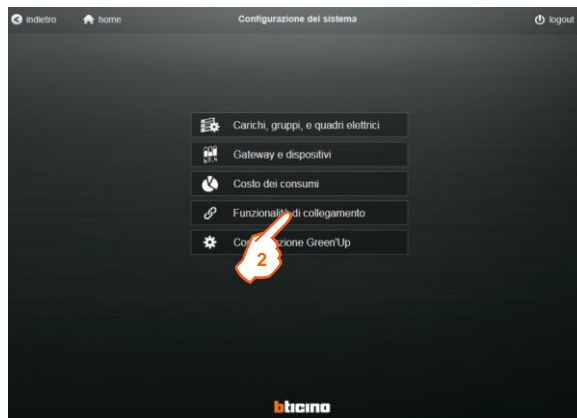 indietro home Configurazione del sistema logout
Carichi, gruppi, e quadri elettrici
Gateway e dispositivi
Costo dei consumi
Funzionalità di collegamento
zione Green'Up
2
bticino